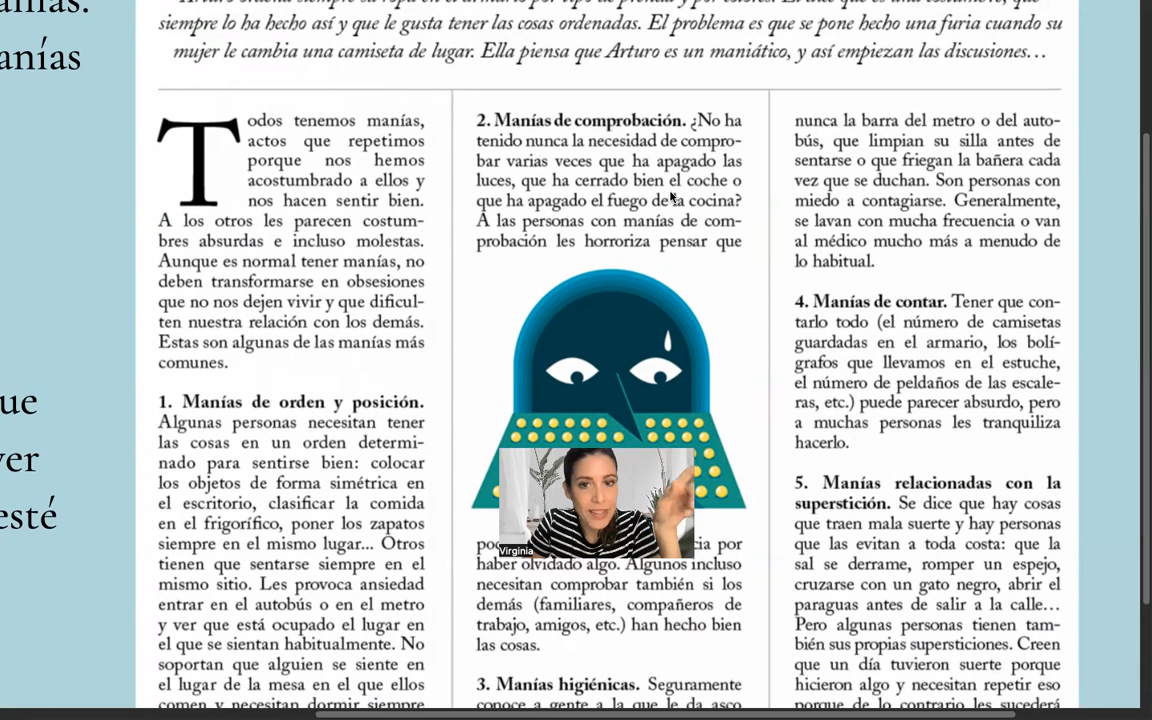 anías.
anías
ue
ver
esté
siempre lo ha hecho así y que le gusta tener las cosas ordenadas. El problema es que se pone hecho una furia cuando su
mujer le cambia una camiseta de lugar. Ella piensa que Arturo es un maniático, y así empiezan las discusiones…
Todos tenemos manías,
actos que repetimos
porque nos hemos
acostumbrado a ellos y
nos hacen sentir bien.
A los otros les parecen costum-
bres absurdas e incluso molestas.
Aunque es normal tener manías, no
deben transformarse en obsesiones
que no nos dejen vivir y que dificul-
ten nuestra relación con los demás.
Estas son algunas de las manías más
comunes.
1. Manías de orden y posición.
Algunas personas necesitan tener
las cosas en un orden determi-
nado para sentirse bien: colocar
los objetos de forma simétrica en
el escritorio, clasificar la comida
en el frigorífico, poner los zapatos
siempre en el mismo lugar... Otros
tienen que sentarse siempre en el
mismo sitio. Les provoca ansiedad
entrar en el autobús o en el metro
y ver que está ocupado el lugar en
el que se sientan habitualmente. No
soportan que alguien se siente en
el lugar de la mesa en el que ellos
comen y necesitan dormir siempre
2. Manías de comprobación. ¿No ha
tenido nunca la necesidad de compro-
bar varias veces que ha apagado las
luces, que ha cerrado bien el coche o
que ha apagado el fuego de la cocina?
A las personas con manías de com-
probación les horroriza pensar que
Virginia
por
haber olvidado algo. Algunos incluso
necesitan comprobar también si los
demás (familiares, compañeros de
trabajo, amigos, etc.) han hecho bien
las cosas.
3. Manías higiénicas. Seguramente
conoce a gente a la que le da asco
nunca la barra del metro o del auto-
bús, que limpian su silla antes de
sentarse o que friegan la bañera cada
vez que se duchan. Son personas con
miedo a contagiarse. Generalmente,
se lavan con mucha frecuencia o van
al médico mucho más a menudo de
lo habitual.
4. Manías de contar. Tener que con-
tarlo todo (el número de camisetas
guardadas en el armario, los bolí-
grafos que llevamos en el estuche,
el número de peldaños de las escale-
ras, etc.) puede parecer absurdo, pero
a muchas personas les tranquiliza
hacerlo.
5. Manías relacionadas con la
superstición. Se dice que hay cosas
que traen mala suerte y hay personas
que las evitan a toda costa: que la
sal se derrame, romper un espejo,
cruzarse con un gato negro, abrir el
paraguas antes de salir a la calle…
Pero algunas personas tienen tam-
bién sus propias supersticiones. Creen
que un día tuvieron suerte porque
hicieron algo y necesitan repetir eso
porque de lo contrario les sucederá